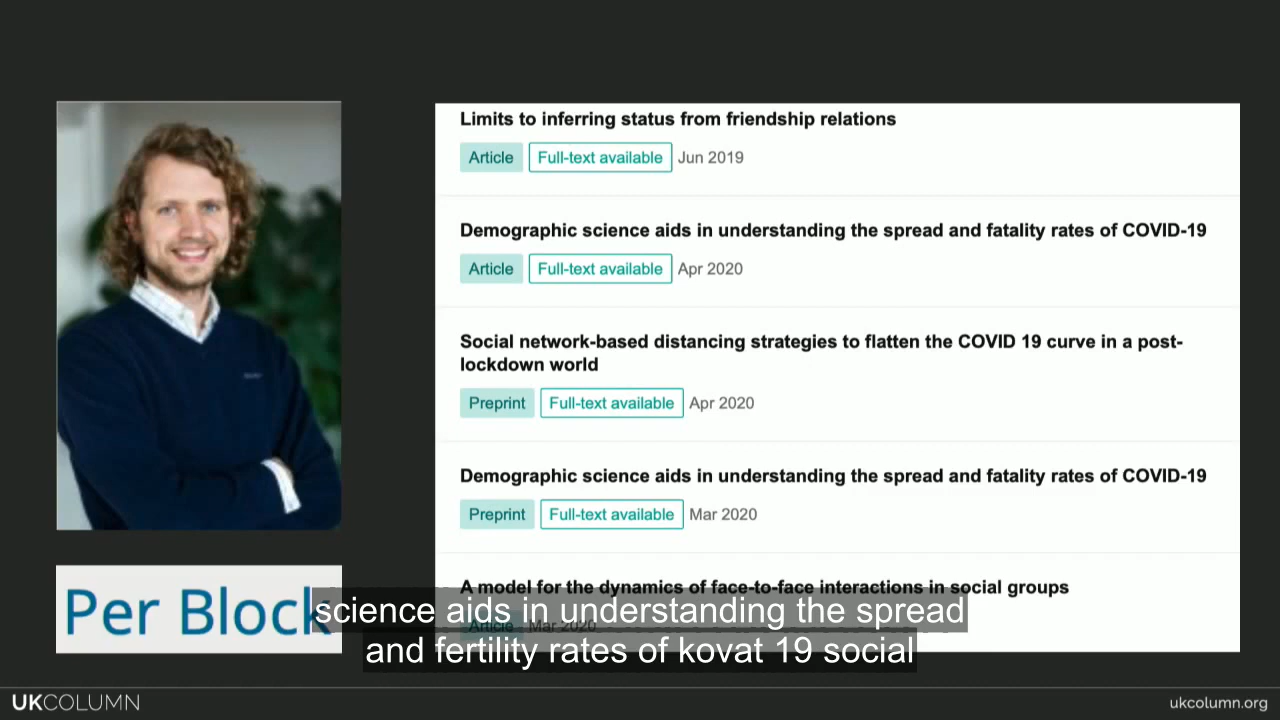 Limits to inferring status from friendship relations
Article Full-text available Jun 2019
Demographic science aids in understanding the spread and fatality rates of COVID-19
Article Full-text available Apr 2020
Social network-based distancing strategies to flatten the COVID 19 curve in a post-
lockdown world
Preprint Full-text available Apr 2020
Demographic science aids in understanding the spread and fatality rates of COVID-19
Preprint Full-text available Mar 2020
A model for the dynamics of face-to-face interactions in social groups
Article Mar 2020
Per Block
science aids in understanding the spread
and fertility rates of kovat 19 social
UKCOLUMN
ukcolumn.org